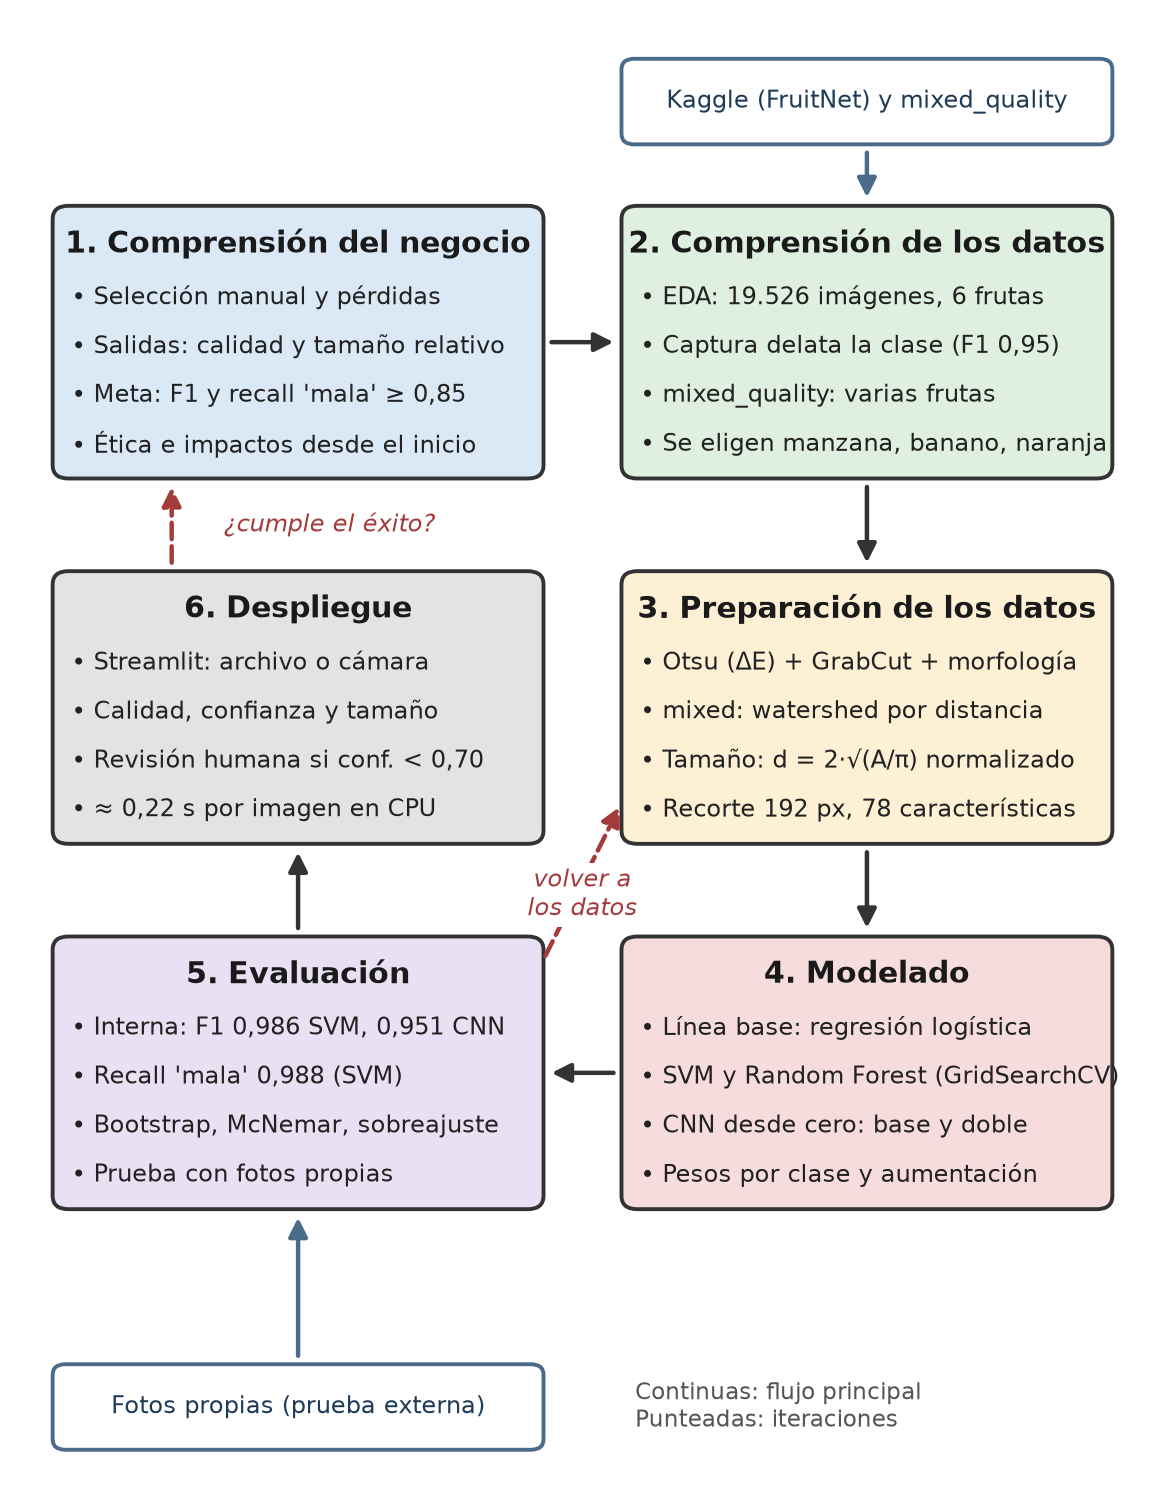 Kaggle (FruitNet) y mixed_quality
1. Comprensión del negocio
• Selección manual y pérdidas
• Salidas: calidad y tamaño relativo
• Meta: F1 y recall 'mala' ≥ 0,85
• Ética e impactos desde el inicio
2. Comprensión de los datos
• EDA: 19.526 imágenes, 6 frutas
• Captura delata la clase (F1 0,95)
• mixed_quality: varias frutas
• Se eligen manzana, banano, naranja
¿cumple el éxito?
6. Despliegue
• Streamlit: archivo o cámara
• Calidad, confianza y tamaño
• Revisión humana si conf. < 0,70
• ≈ 0,22 s por imagen en CPU
3. Preparación de los datos
• Otsu (ΔE) + GrabCut + morfología
• mixed: watershed por distancia
• Tamaño: d = 2·√(A/π) normalizado
• Recorte 192 px, 78 características
volver a
los datos
5. Evaluación
• Interna: F1 0,986 SVM, 0,951 CNN
• Recall 'mala' 0,988 (SVM)
• Bootstrap, McNemar, sobreajuste
• Prueba con fotos propias
4. Modelado
• Línea base: regresión logística
• SVM y Random Forest (GridSearchCV)
• CNN desde cero: base y doble
• Pesos por clase y aumentación
Fotos propias (prueba externa)
Continuas: flujo principal
Punteadas: iteraciones